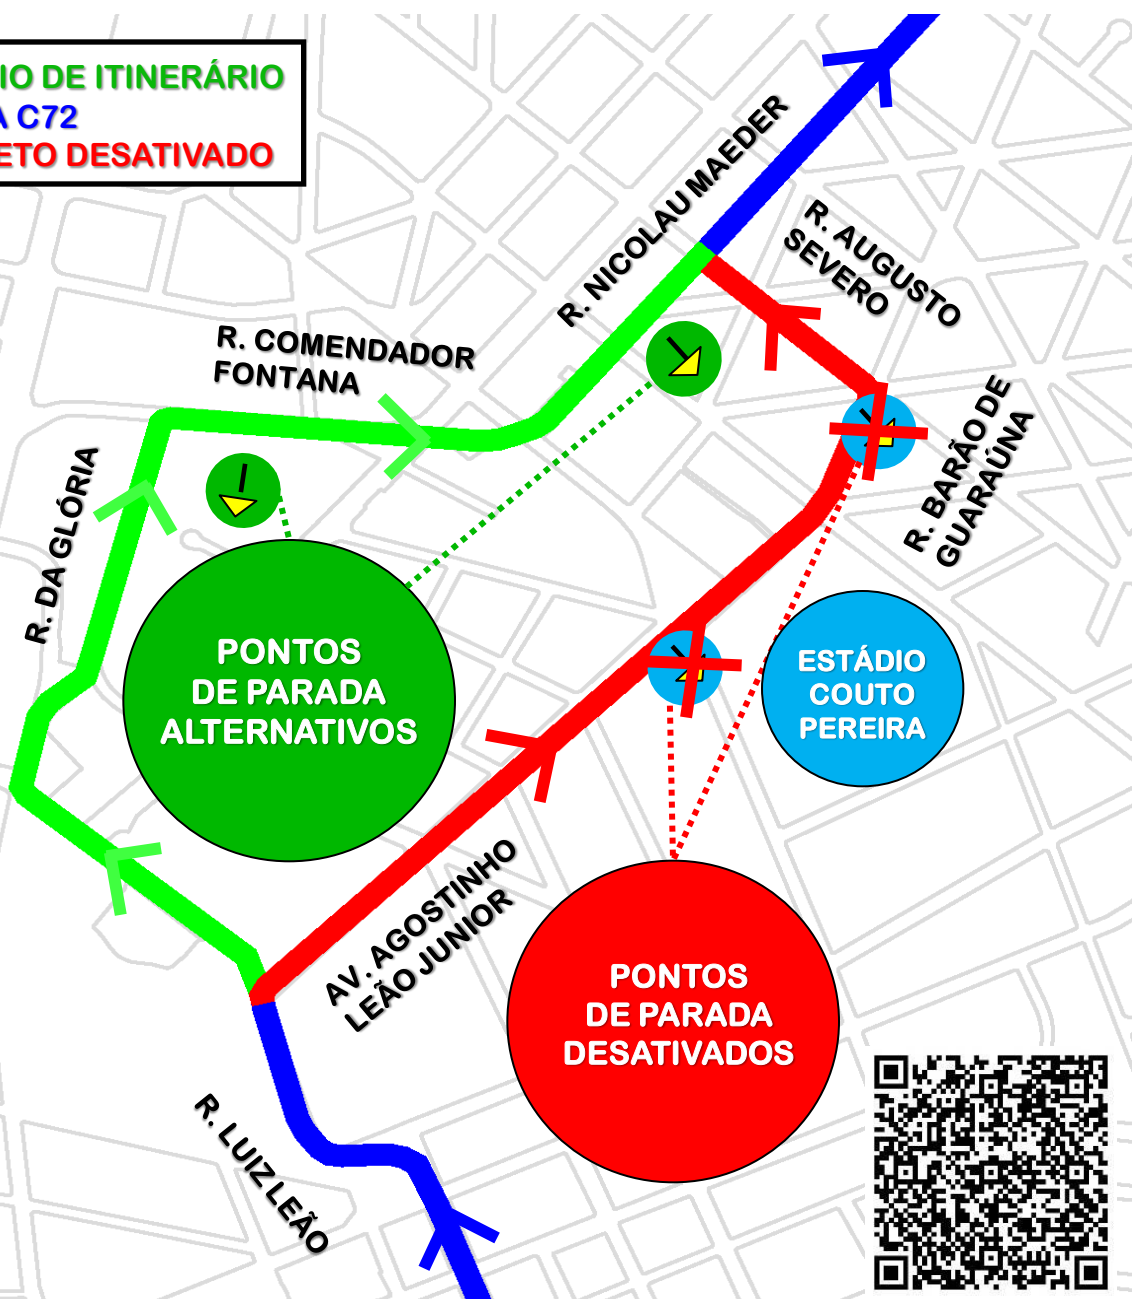 IO DE ITINERÁRIO
A C72
ETO DESATIVADO
R. NICOLAU MAEDER
R. AUGUSTO
SEVERO
R. COMENDADOR
FONTANA
R. BARÃO DE
GUARAÚNA
R. DA GLÓRIA
PONTOS
DE PARADA
ALTERNATIVOS
ESTÁDIO
COUTO
PEREIRA
AV. AGOSTINHO
LEÃO JUNIOR
PONTOS
DE PARADA
DESATIVADOS
R. LUIZ LEÃO